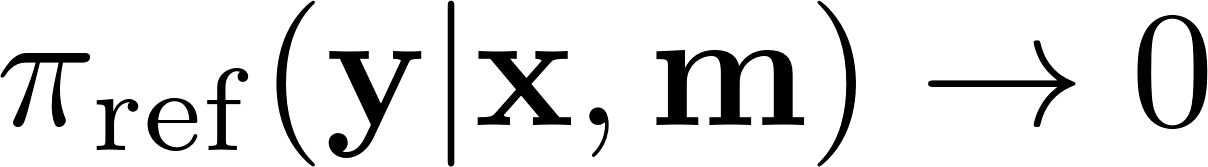 π_ref(y|x, m) → 0